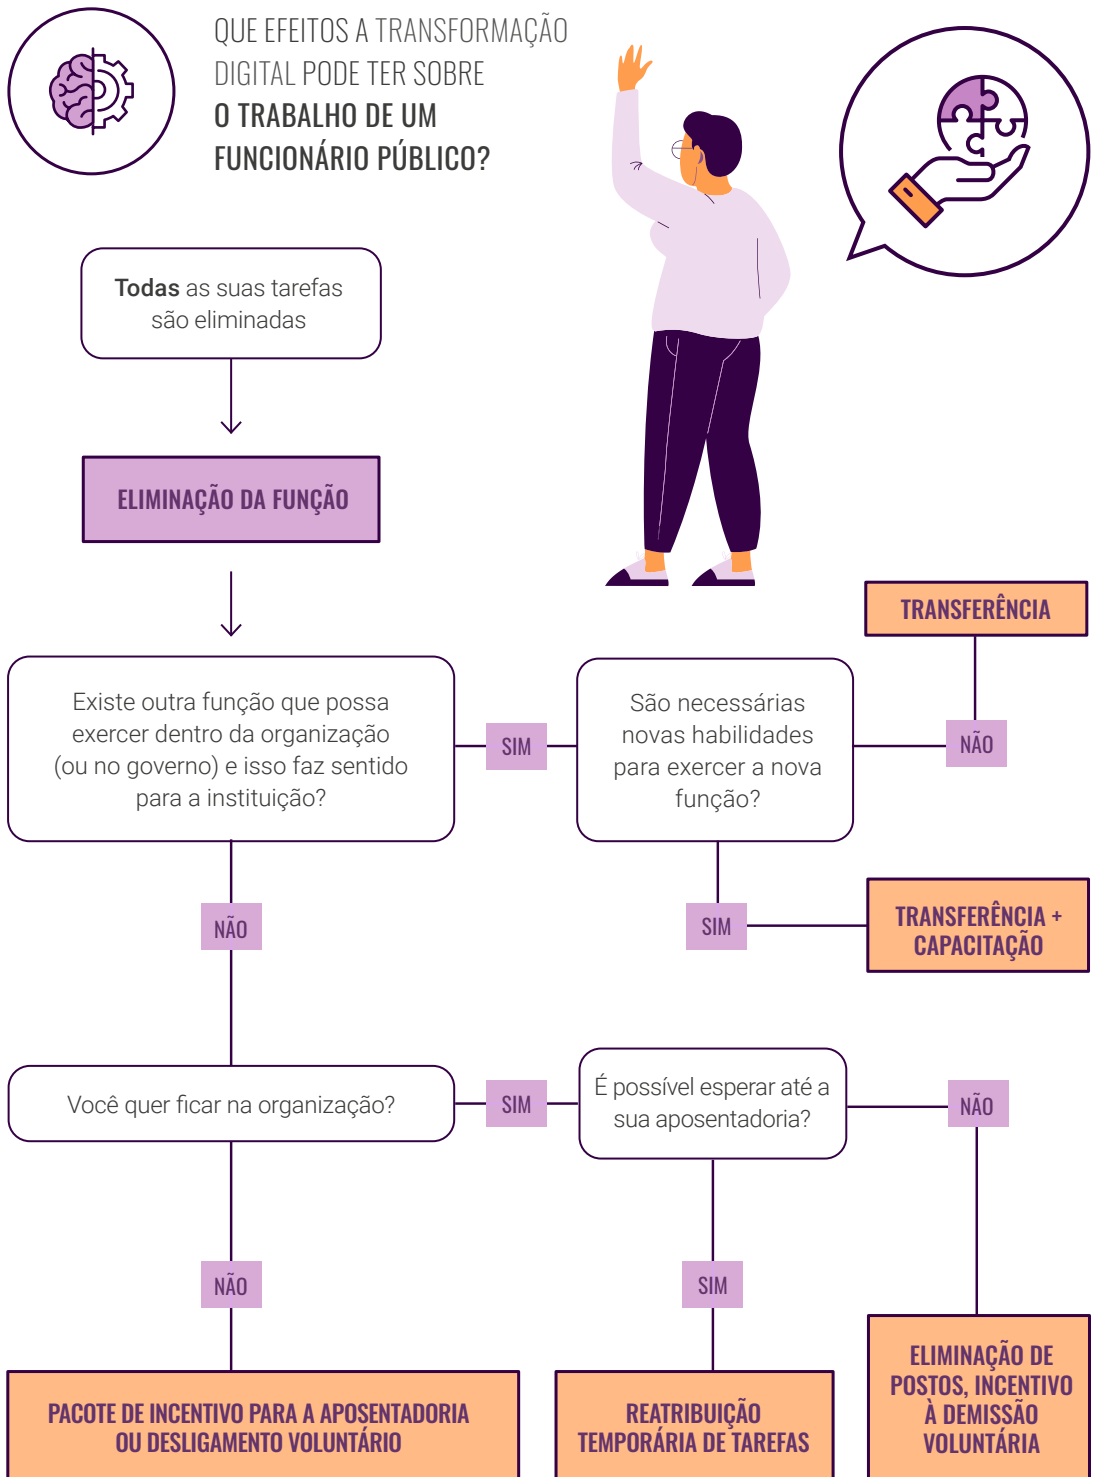 QUE EFEITOS A TRANSFORMAÇÃO
DIGITAL PODE TER SOBRE
O TRABALHO DE UM
FUNCIONÁRIO PÚBLICO?
Todas as suas tarefas
são eliminadas
ELIMINAÇÃO DA FUNÇÃO
TRANSFERÊNCIA
Existe outra função que possa
exercer dentro da organização
(ou no governo) e isso faz sentido
para a instituição?
SIM
São necessárias
novas habilidades
para exercer a nova
função?
NÃO
NÃO
SIM
TRANSFERÊNCIA +
CAPACITAÇÃO
Você quer ficar na organização?
SIM
É possível esperar até a
sua aposentadoria?
NÃO
NÃO
SIM
PACOTE DE INCENTIVO PARA A APOSENTADORIA
OU DESLIGAMENTO VOLUNTÁRIO
REATRIBUIÇÃO
TEMPORÁRIA DE TAREFAS
ELIMINAÇÃO DE
POSTOS, INCENTIVO
À DEMISSÃO
VOLUNTÁRIA